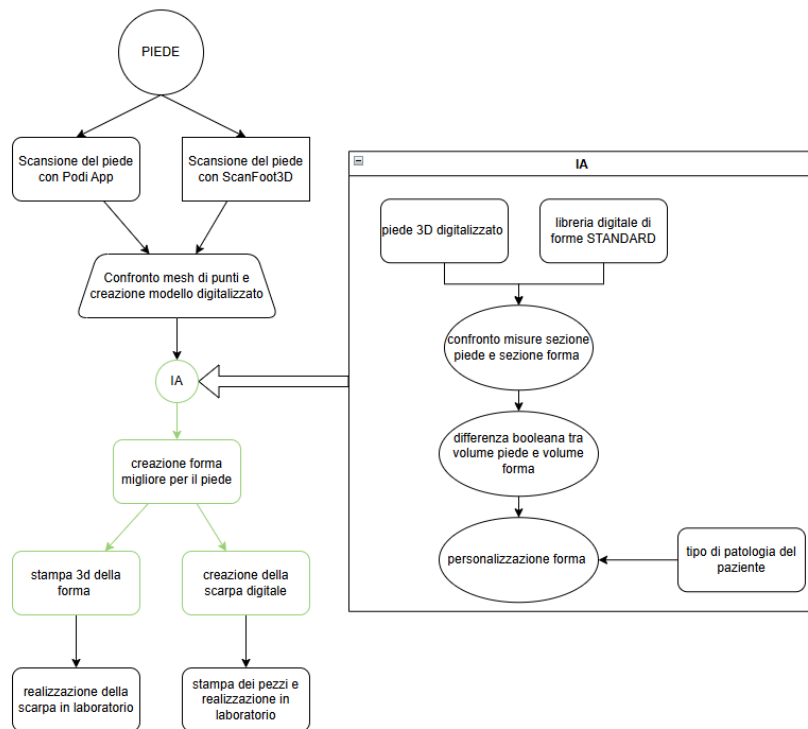 PIEDE
Scansione del piede
con Podi App
Scansione del piede
con ScanFoot3D
Confronto mesh di punti e
creazione modello digitalizzato
IA
creazione forma
migliore per il piede
stampa 3d della
forma
creazione della
scarpa digitale
realizzazione della
scarpa in laboratorio
stampa dei pezzi e
realizzazione in
laboratorio
IA
piede 3D digitalizzato
libreria digitale di
forme STANDARD
confronto misure sezione
piede e sezione forma
differenza booleana tra
volume piede e volume
forma
personalizzazione forma
tipo di patologia del
paziente